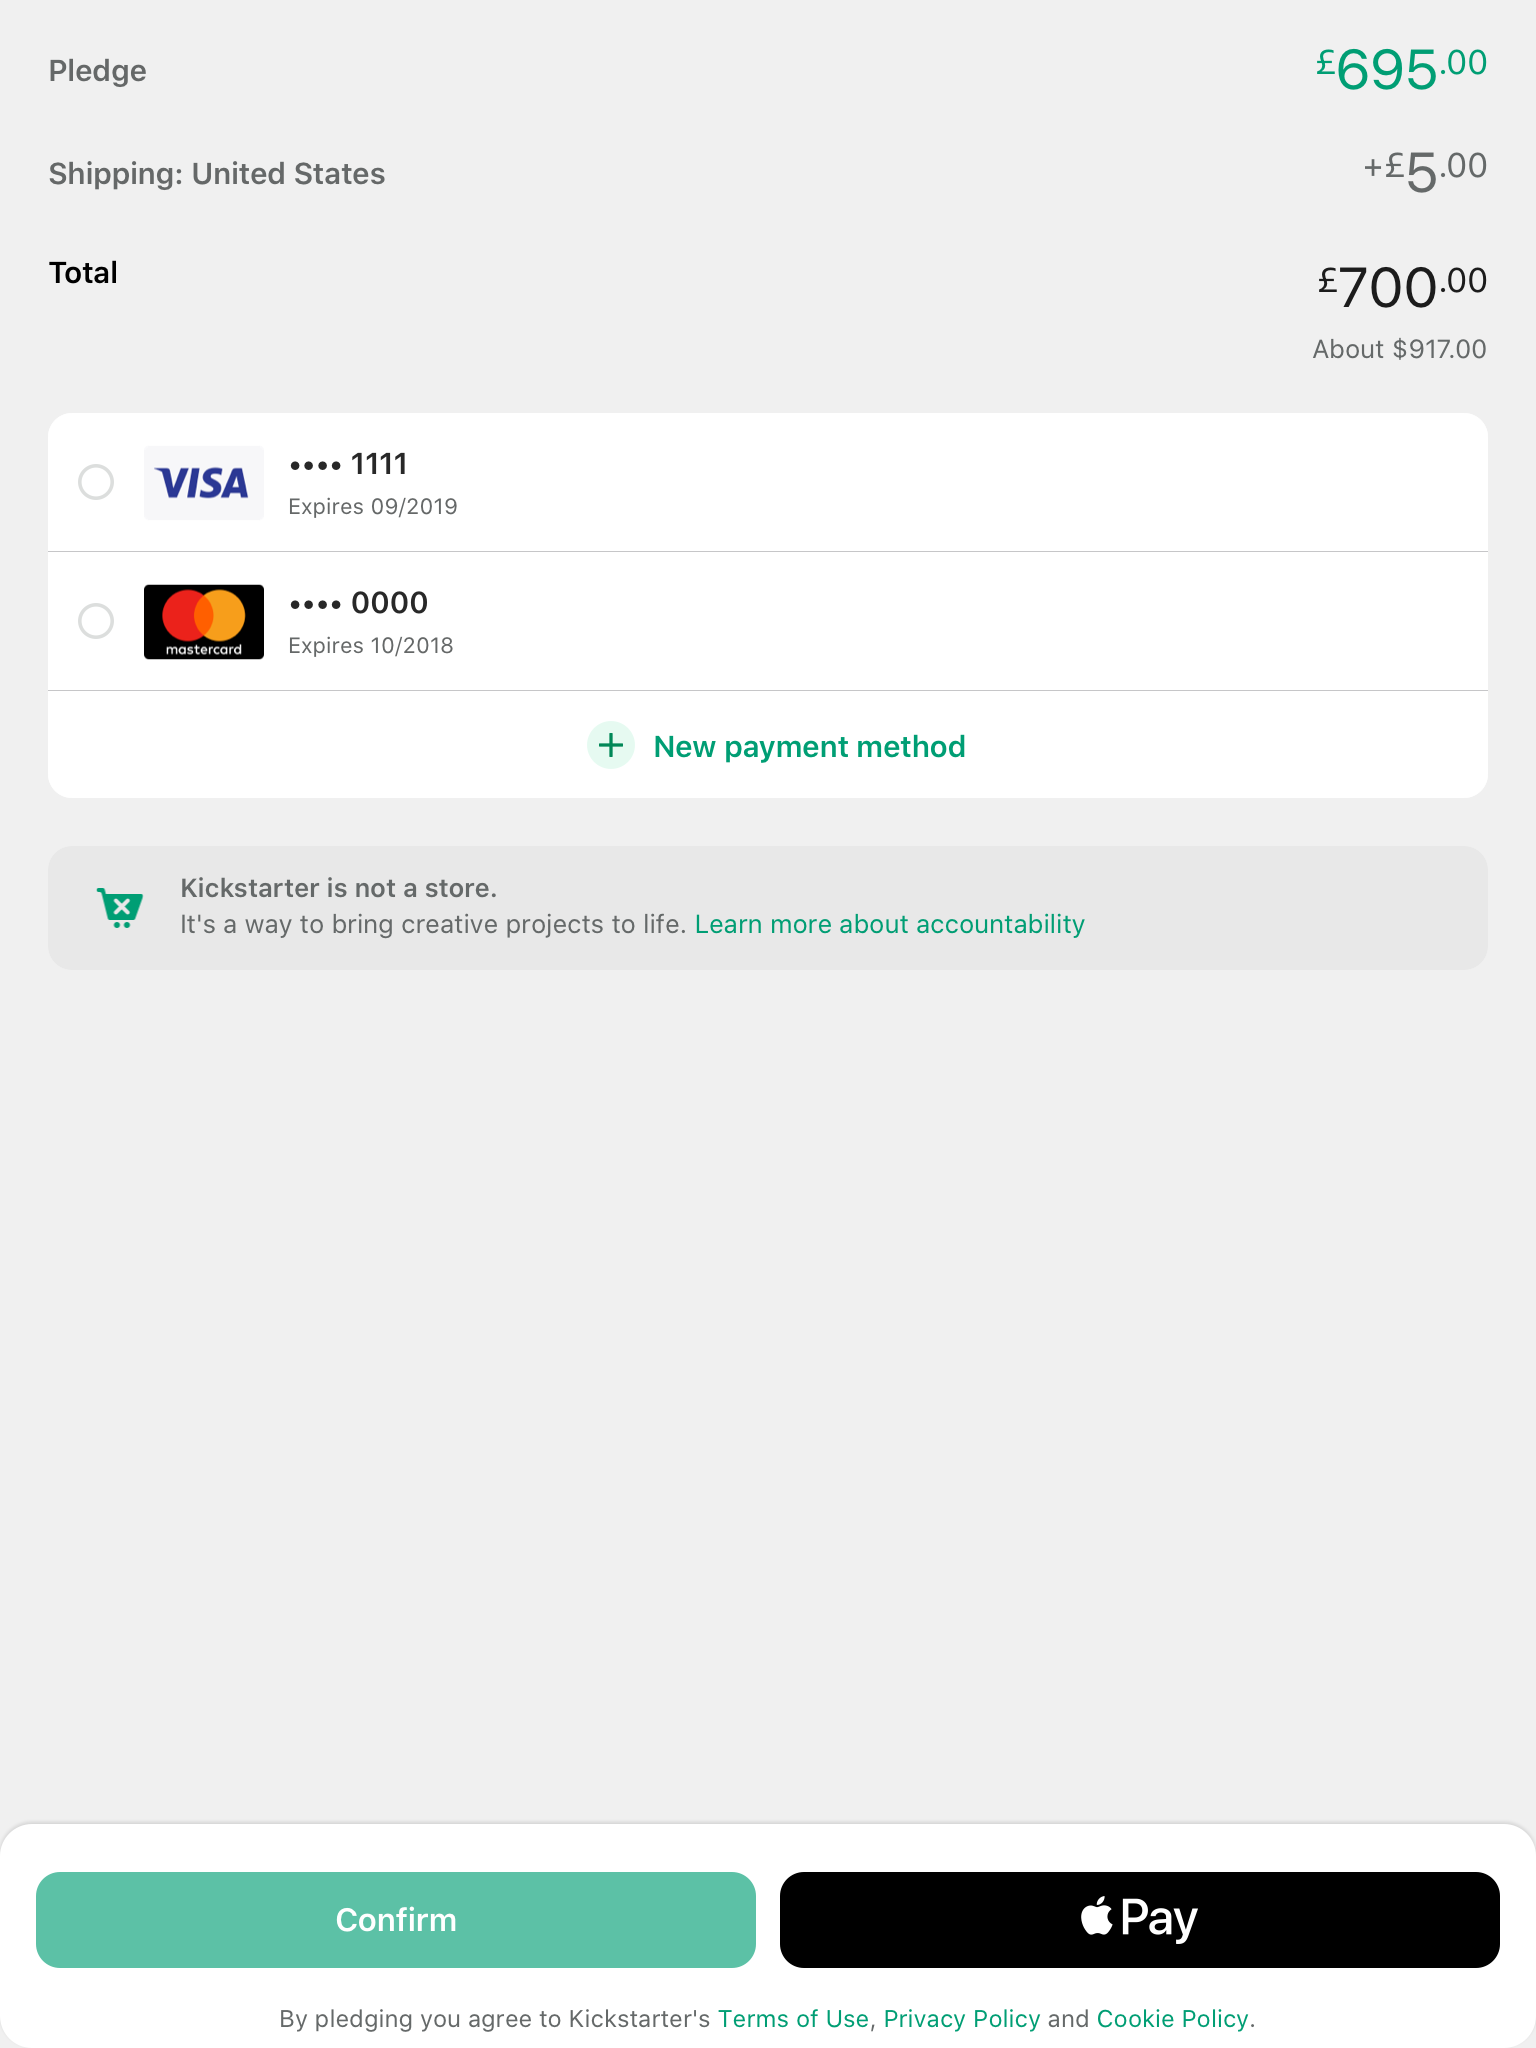 Pledge £695.00
Shipping: United States +£5.00
Total £700.00
About $917.00
VISA •••• 1111
Expires 09/2019
mastercard •••• 0000
Expires 10/2018
+ New payment method
Kickstarter is not a store.
It's a way to bring creative projects to life. Learn more about accountability
Confirm Pay
By pledging you agree to Kickstarter's Terms of Use, Privacy Policy and Cookie Policy.